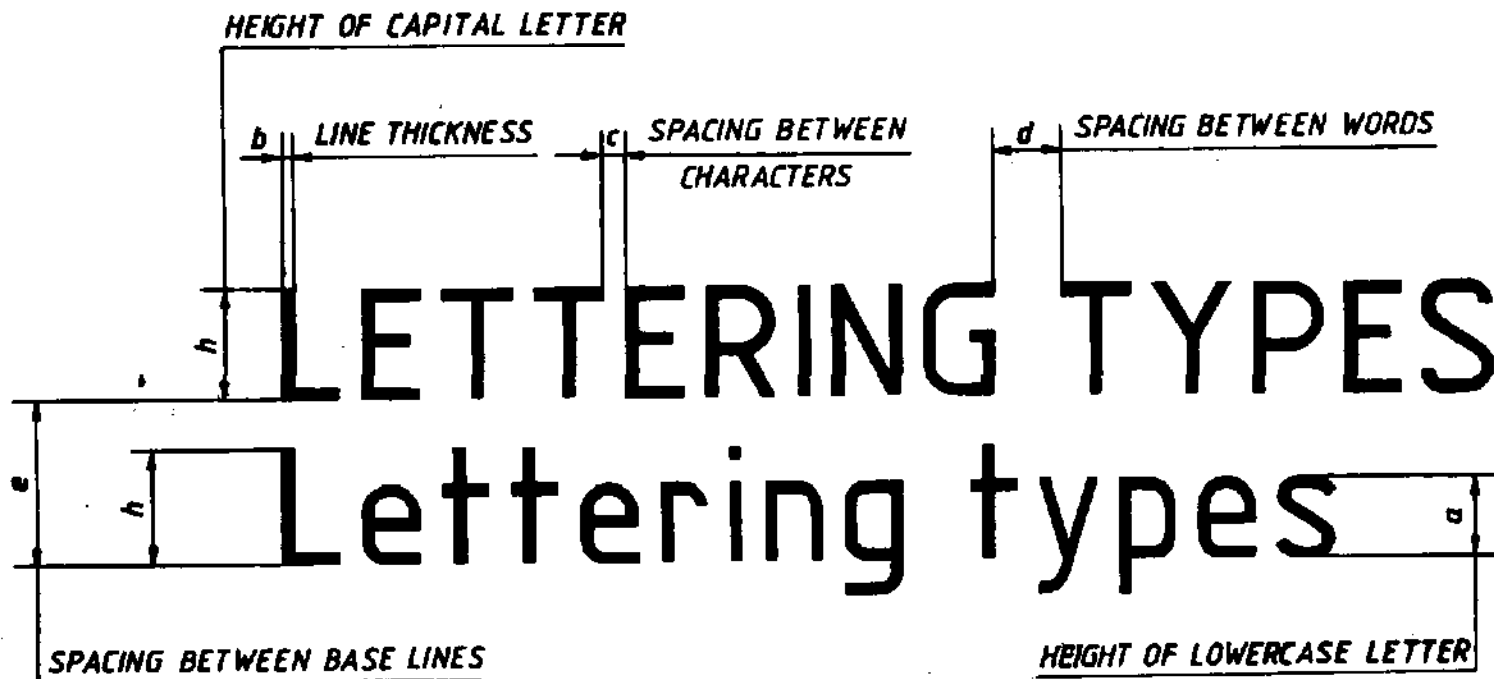 HEIGHT OF CAPITAL LETTER
b LINE THICKNESS c SPACING BETWEEN d SPACING BETWEEN WORDS
CHARACTERS
h LETTERING TYPES
e h Lettering types a
SPACING BETWEEN BASE LINES HEIGHT OF LOWERCASE LETTER